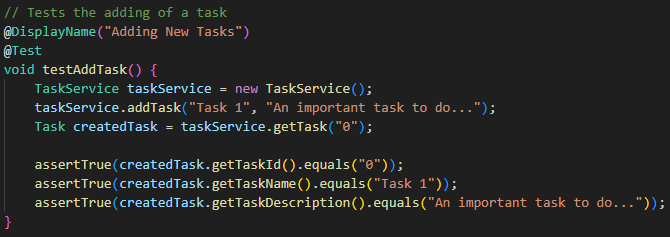 // Tests the adding of a task
@DisplayName("Adding New Tasks")
@Test
void testAddTask() {
    TaskService taskService = new TaskService();
    taskService.addTask("Task 1", "An important task to do...");
    Task createdTask = taskService.getTask("0");

    assertTrue(createdTask.getTaskId().equals("0"));
    assertTrue(createdTask.getTaskName().equals("Task 1"));
    assertTrue(createdTask.getTaskDescription().equals("An important task to do..."));
}